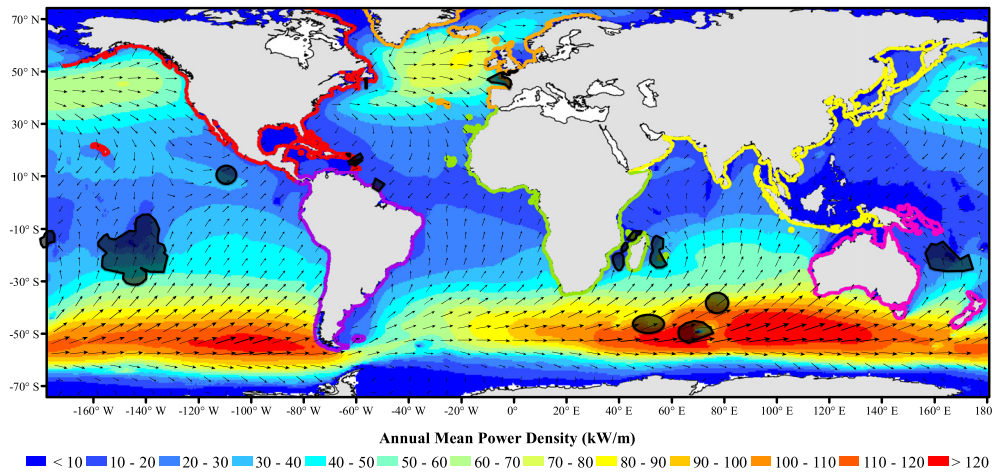 70° N
50° N
30° N
10° N
-10° S
-30° S
-50° S
-70° S
-160° W -140° W -120° W -100° W -80° W -60° W -40° W -20° W 0° 20° E 40° E 60° E 80° E 100° E 120° E 140° E 160° E 180
Annual Mean Power Density (kW/m)
< 10 10 - 20 20 - 30 30 - 40 40 - 50 50 - 60 60 - 70 70 - 80 80 - 90 90 - 100 100 - 110 110 - 120 > 120